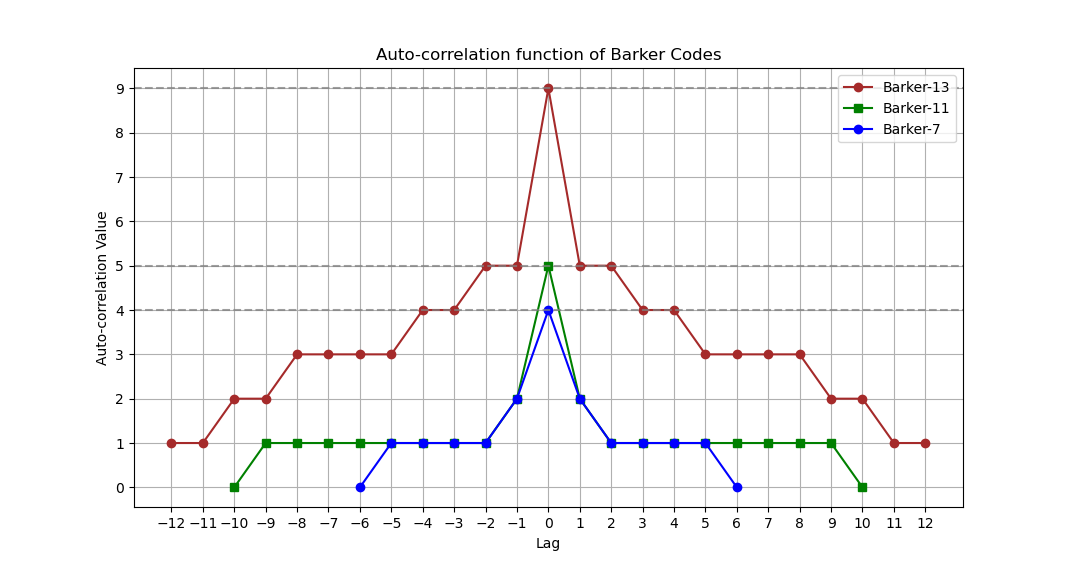 Auto-correlation function of Barker Codes
Barker-13
Barker-11
Barker-7
Auto-correlation Value
9
8
7
6
5
4
3
2
1
0
−12 −11 −10 −9 −8 −7 −6 −5 −4 −3 −2 −1 0 1 2 3 4 5 6 7 8 9 10 11 12
Lag